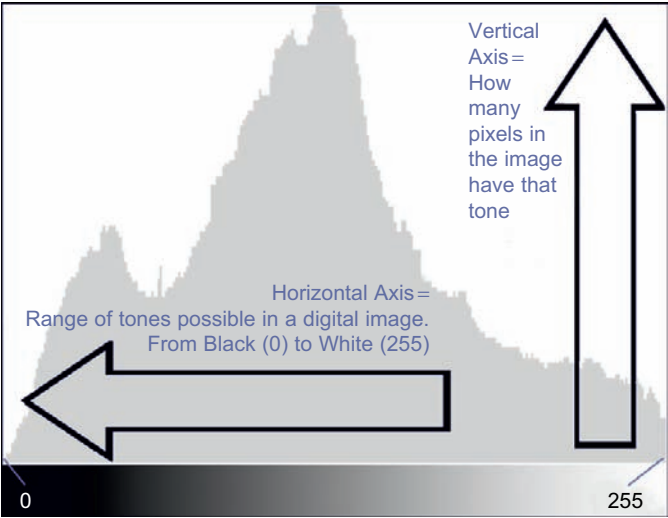 Vertical
Axis=
How
many
pixels in
the image
have that
tone
Horizontal Axis=
Range of tones possible in a digital image.
From Black (0) to White (255)
0
255